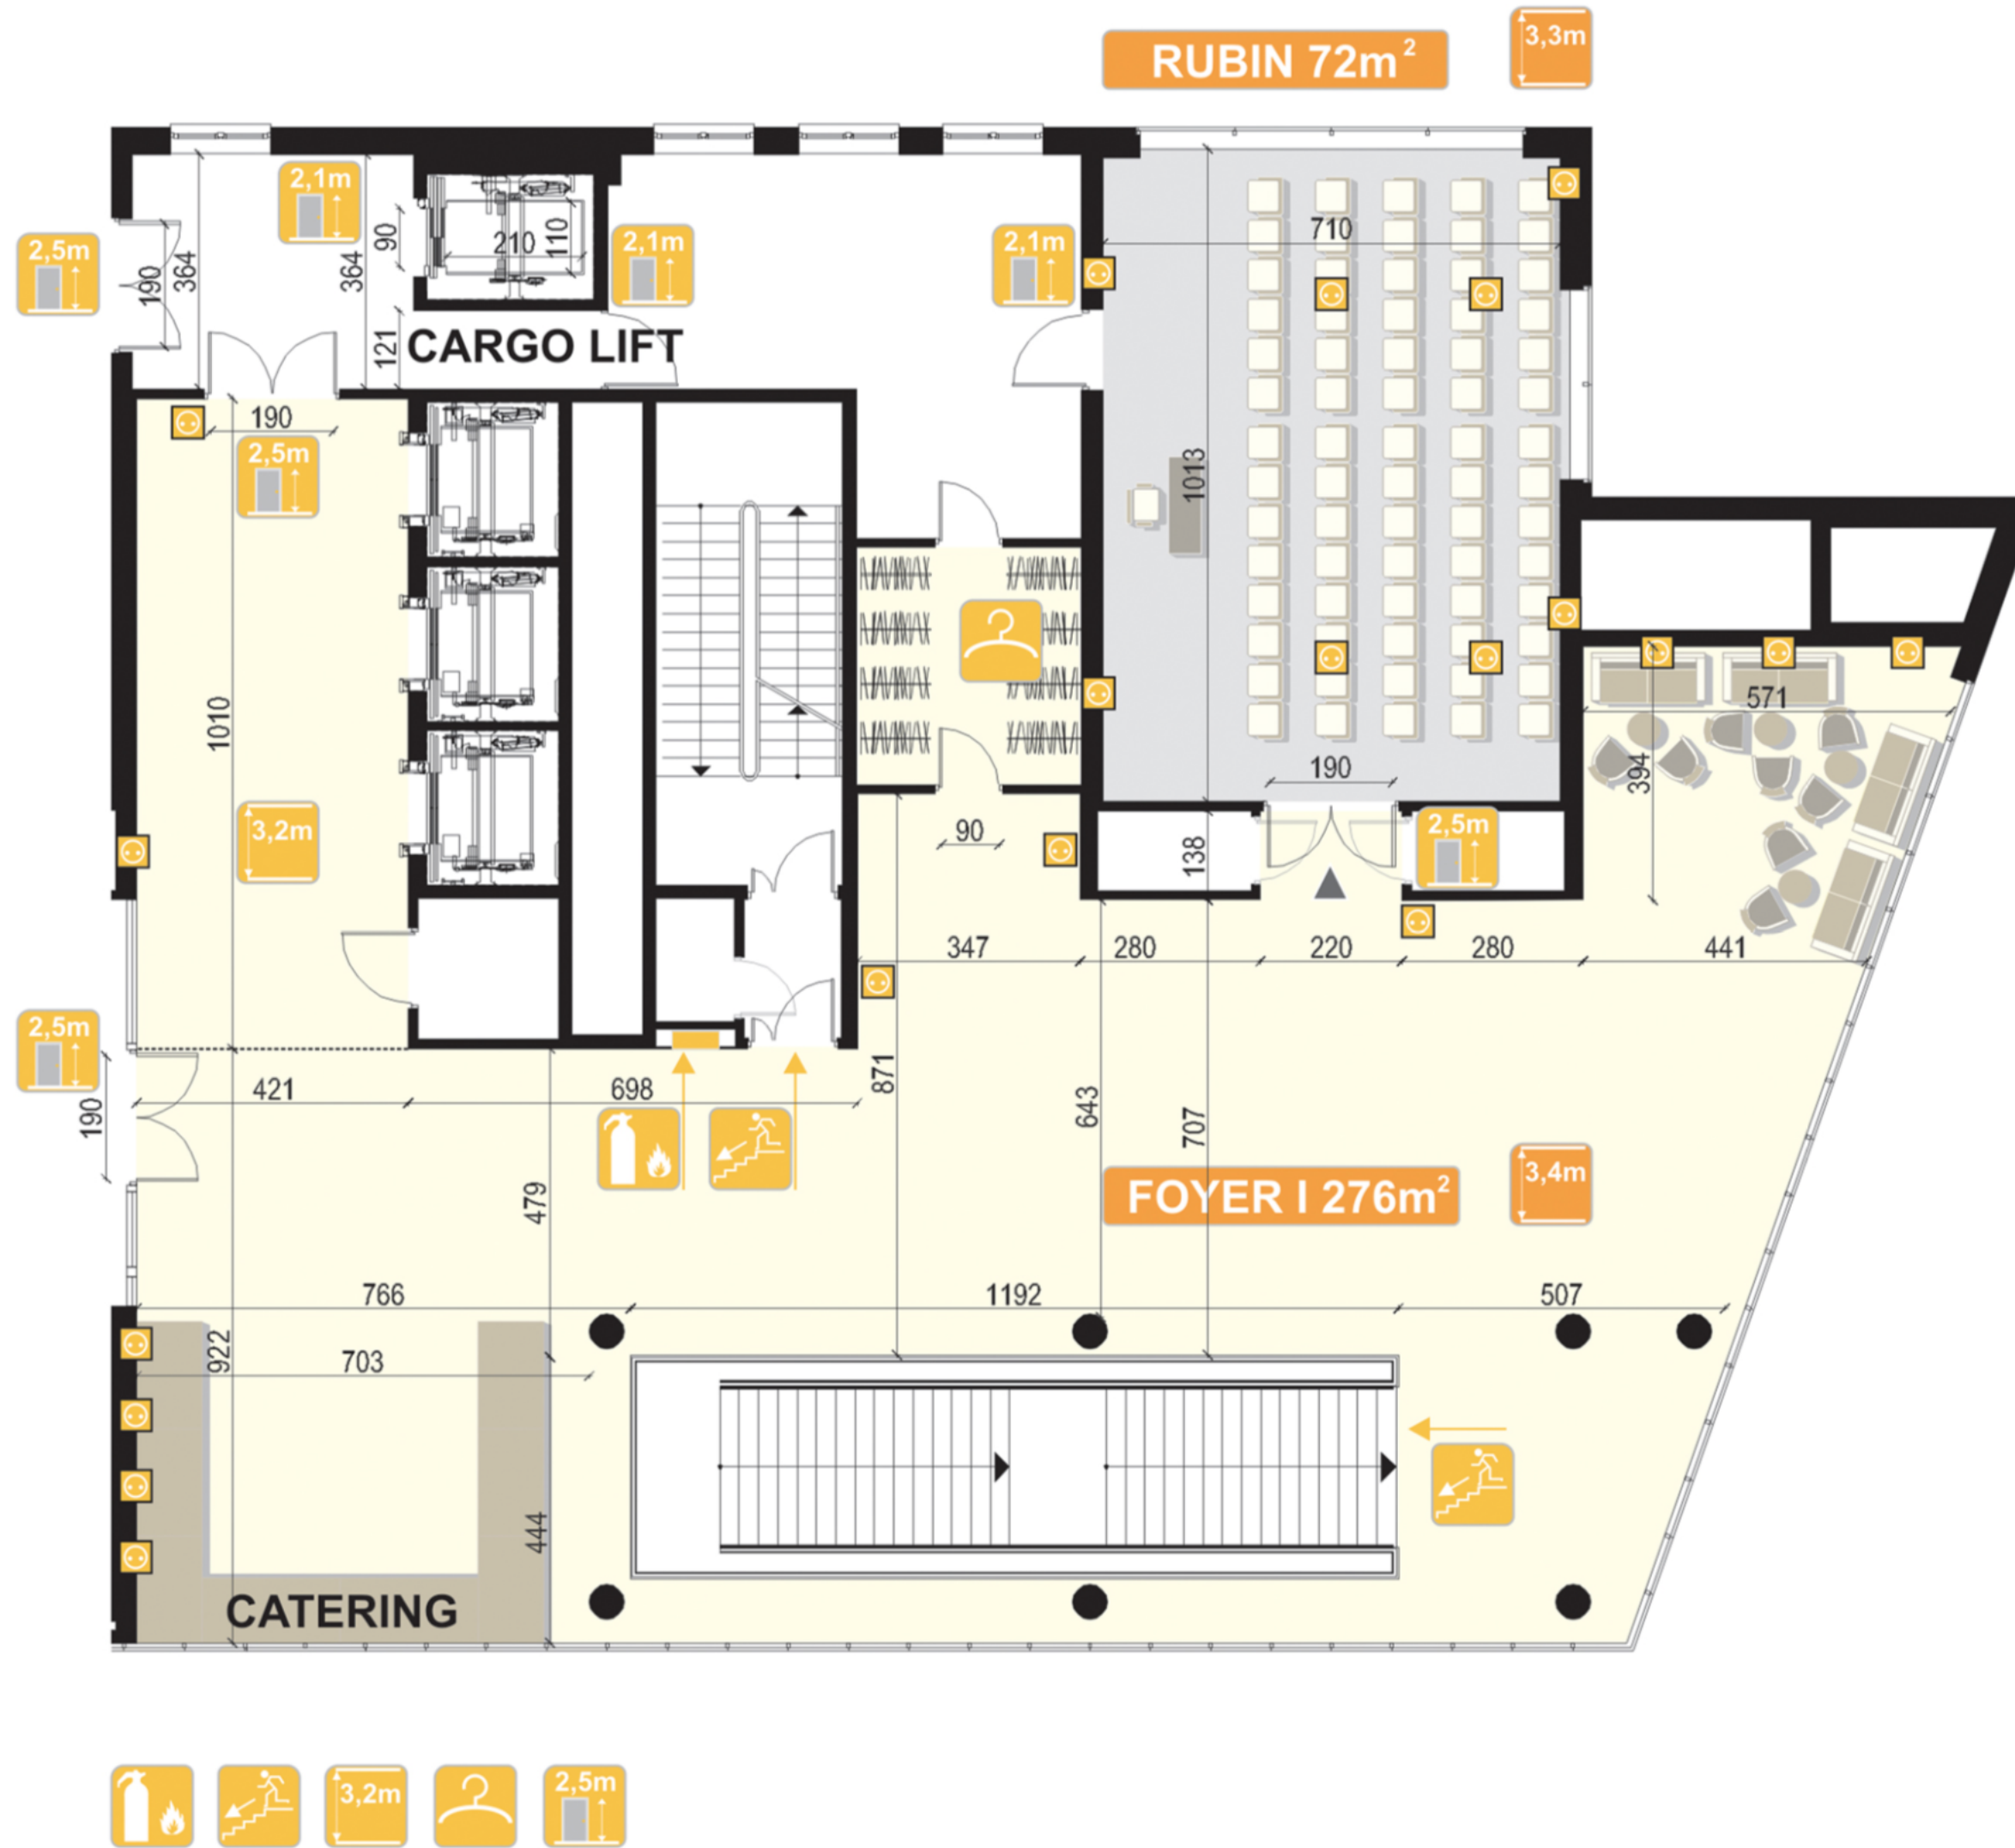 RUBIN 72m²
3,3m
2,1m
2,5m
190
364
364
90
210
110
2,1m
2,1m
710
121
CARGO LIFT
190
2,5m
1013
1010
571
394
3,2m
190
90
138
2,5m
347
280
220
280
441
2,5m
190
421
698
871
643
707
479
FOYER I 276m²
3,4m
766
1192
507
922
703
444
CATERING
3,2m
2,5m